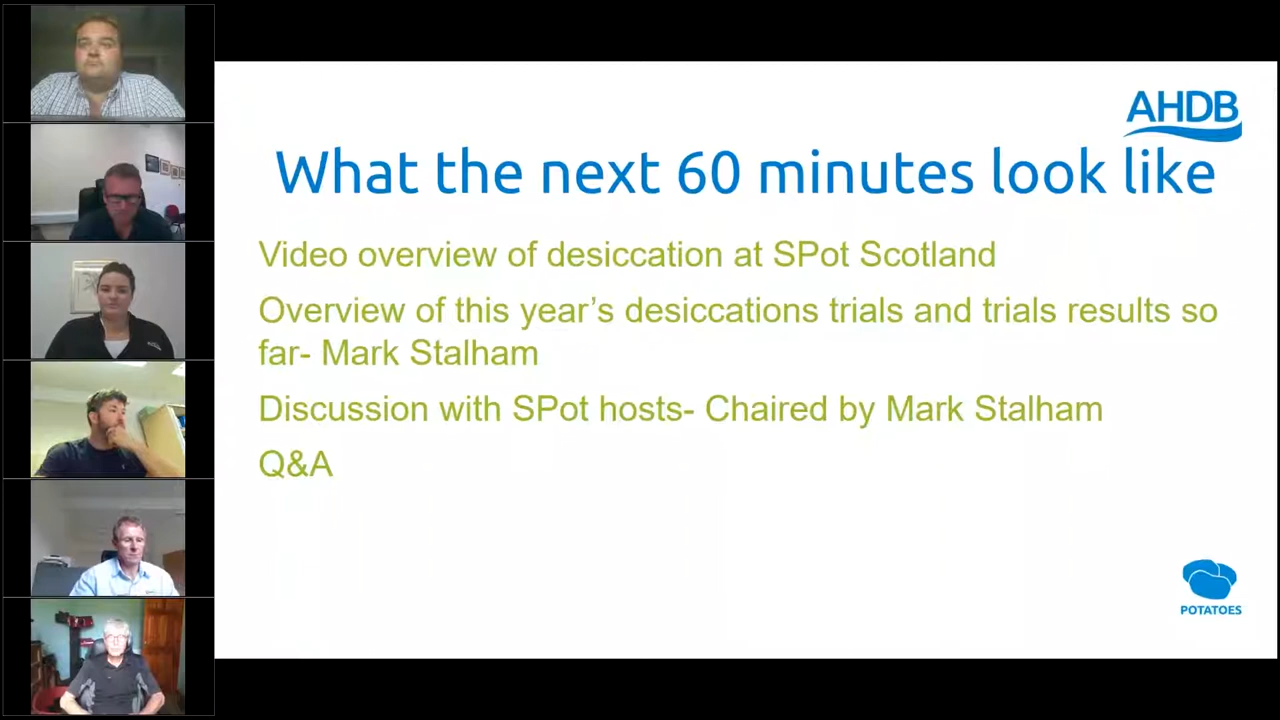 AHDB
What the next 60 minutes look like
Video overview of desiccation at SPot Scotland
Overview of this year’s desiccations trials and trials results so
far- Mark Stalham
Discussion with SPot hosts- Chaired by Mark Stalham
Q&A
POTATOES